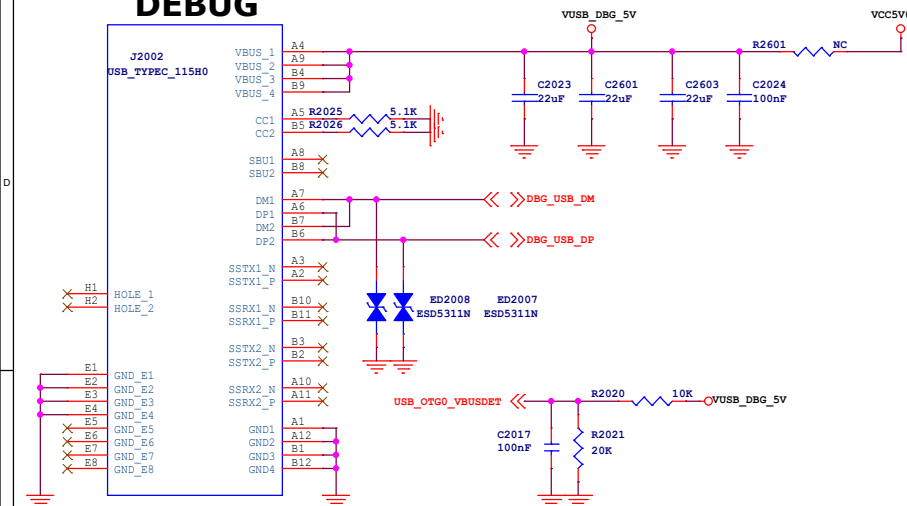 DEBUG
J2002
USB_TYPEC_115H0
VBUS_1 A4
VBUS_2 A9
VBUS_3 B4
VBUS_4 B9
CC1 A5 R2025 5.1K
CC2 B5 R2026 5.1K
SBU1 A8
SBU2 B8
DM1 A7
DP1 A6
DM2 B7
DP2 B6
SSTX1_N A3
SSTX1_P A2
SSRX1_N B10
SSRX1_P B11
SSTX2_N B3
SSTX2_P B2
SSRX2_N A10
SSRX2_P A11
GND1 A1
GND2 A12
GND3 B1
GND4 B12
H1 HOLE_1
H2 HOLE_2
E1 GND_E1
E2 GND_E2
E3 GND_E3
E4 GND_E4
E5 GND_E5
E6 GND_E6
E7 GND_E7
E8 GND_E8
D
VUSB_DBG_5V
R2601 NC
C2023
22uF
C2601
22uF
C2603
22uF
C2024
100nF
DBG_USB_DM
DBG_USB_DP
ED2008
ESD5311N
ED2007
ESD5311N
USB_OTG0_VBUSDET
R2020 10K
VUSB_DBG_5V
C2017
100nF
R2021
20K